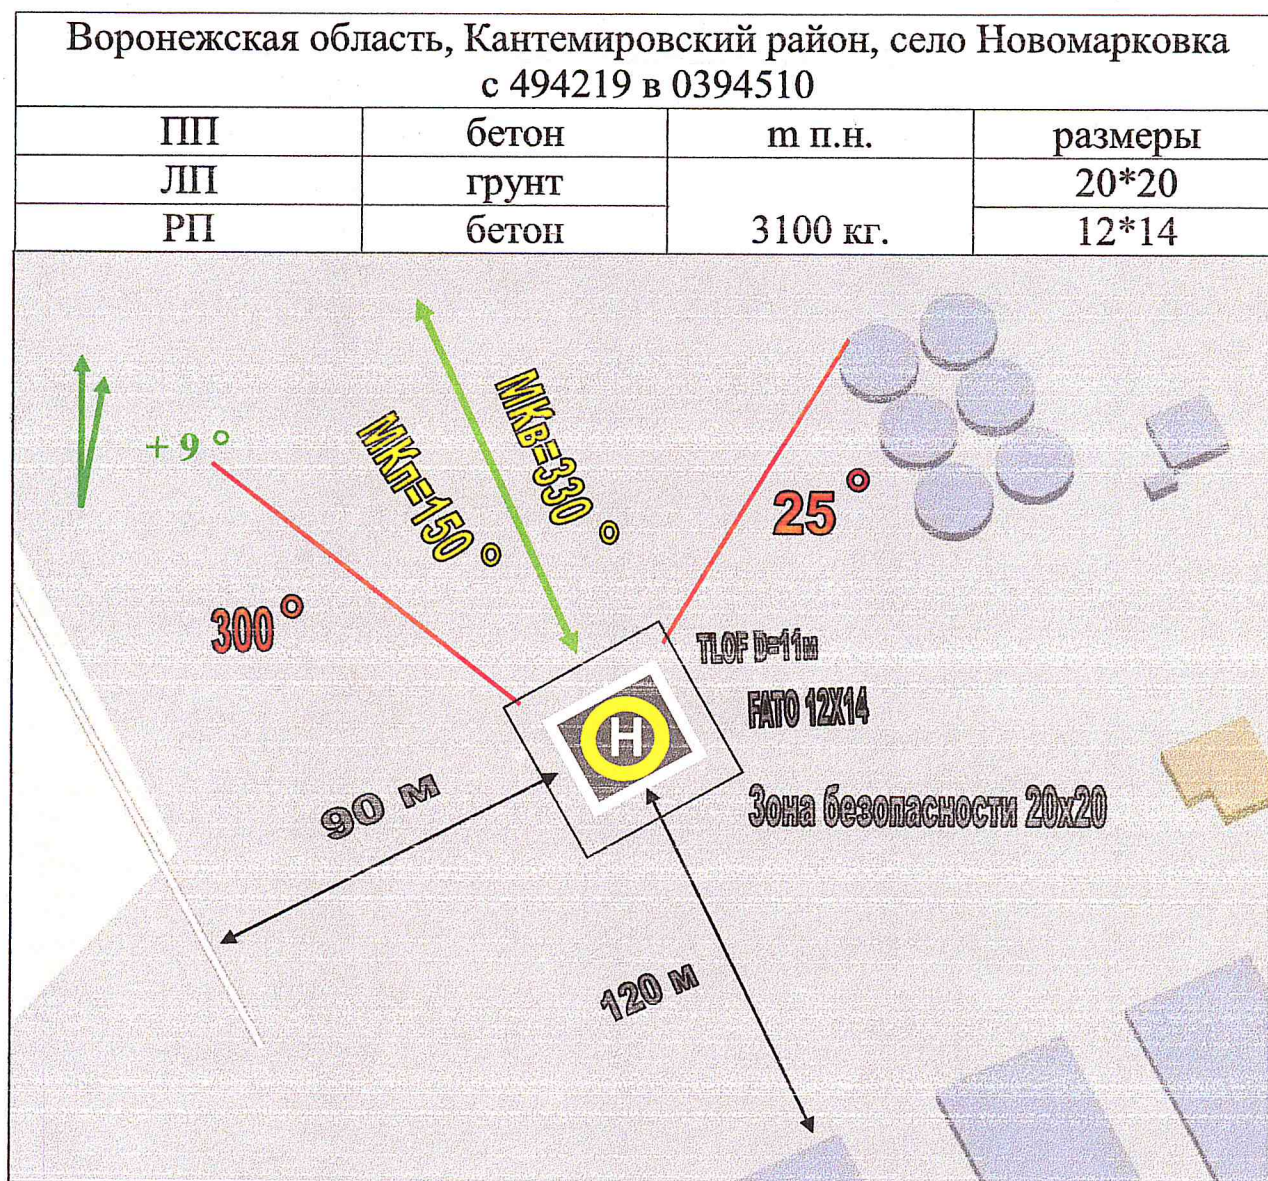 Воронежская область, Кантемировский район, село Новомарковка
с 494219 в 0394510
ПП бетон m п.н. размеры
ЛП грунт 20*20
РП бетон 3100 кг. 12*14
+ 9 °
МКп=150 °
МКв=330 °
25 °
300 °
TLOF D=11м
FATO 12X14
H
Зона безопасности 20х20
90 м
120 м